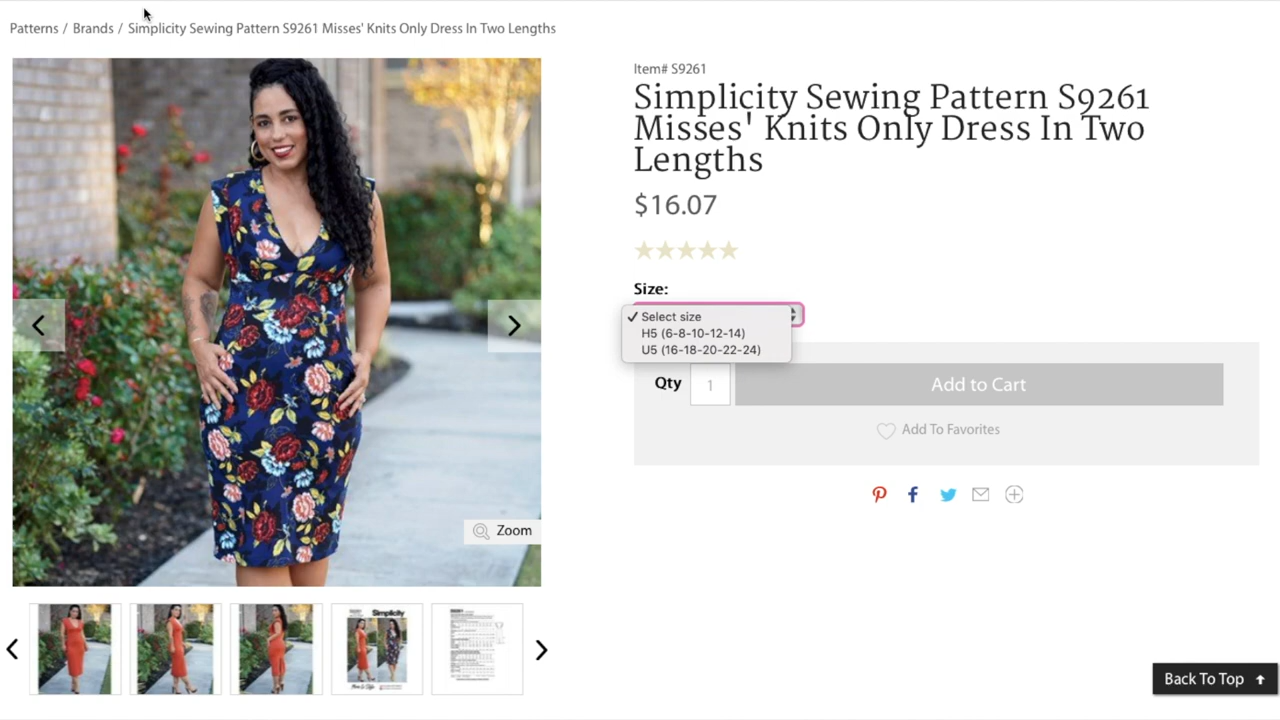 Patterns / Brands / Simplicity Sewing Pattern S9261 Misses' Knits Only Dress In Two Lengths
Item# S9261
Simplicity Sewing Pattern S9261
Misses' Knits Only Dress In Two
Lengths
$16.07
Size:
✓ Select size
H5 (6-8-10-12-14)
U5 (16-18-20-22-24)
Qty 1 Add to Cart
Add To Favorites
Zoom
Simplicity
Back To Top